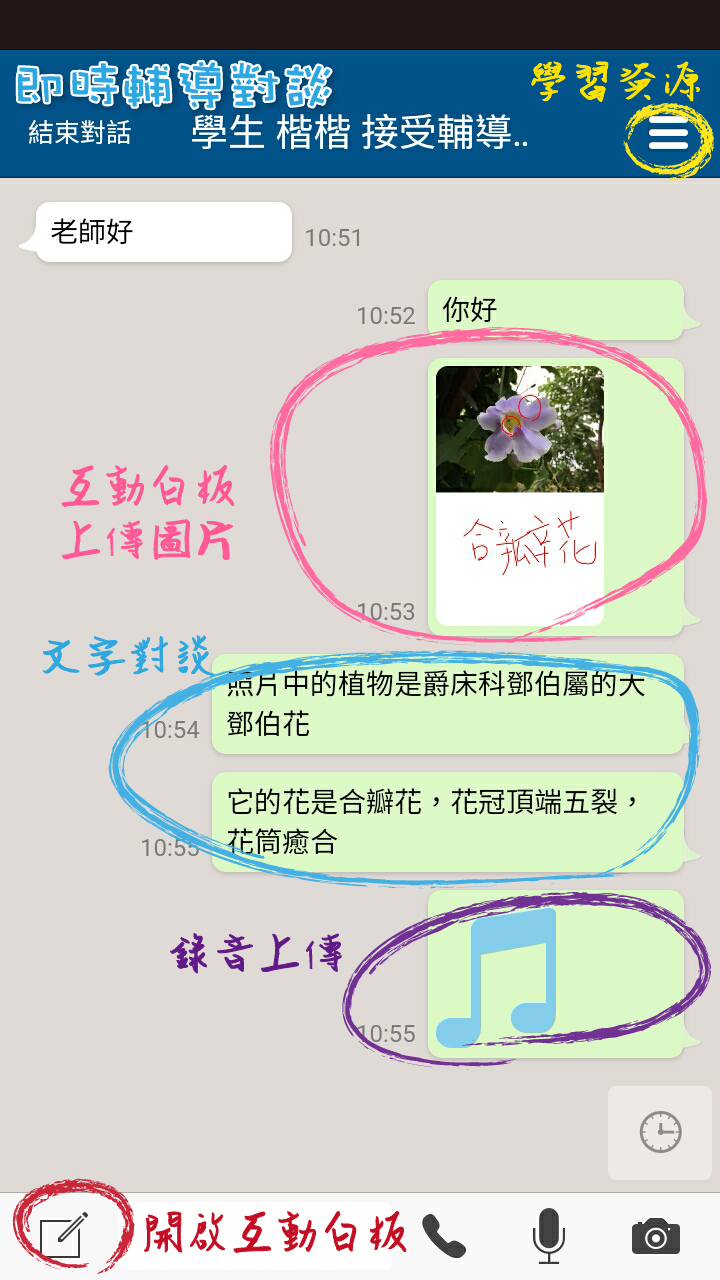 即時輔導對談
學習資源
結束對話
學生 楷楷 接受輔導..
老師好
10:51
10:52
你好
合瓣花
互動白板
上傳圖片
10:53
文字對談
照片中的植物是爵床科鄧伯屬的大
鄧伯花
10:54
它的花是合瓣花，花冠頂端五裂，
花筒癒合
10:55
錄音上傳
10:55
開啟互動白板